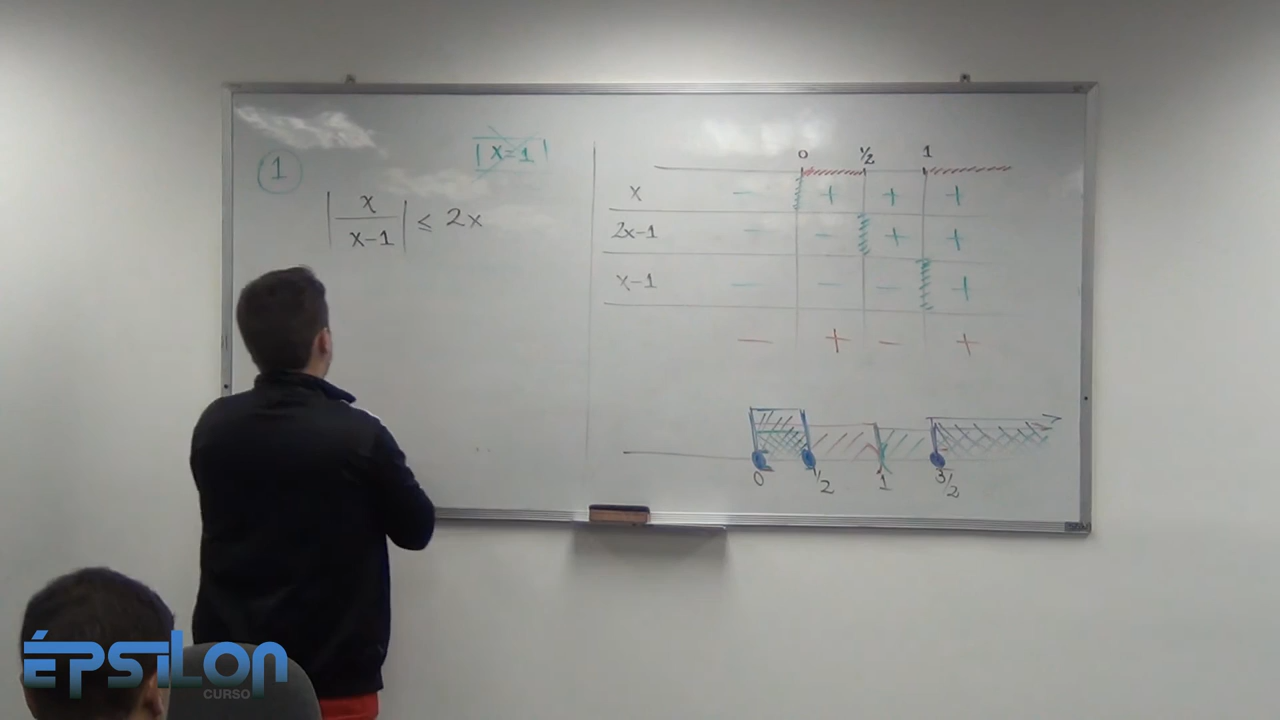 1
x = 1
|x/(x-1)| ≤ 2x
0 1/2 1
x - + + +
2x-1 - - + +
x-1 - - - +
- + - +
0 1/2 1 3/2
ÉPSILON
CURSO